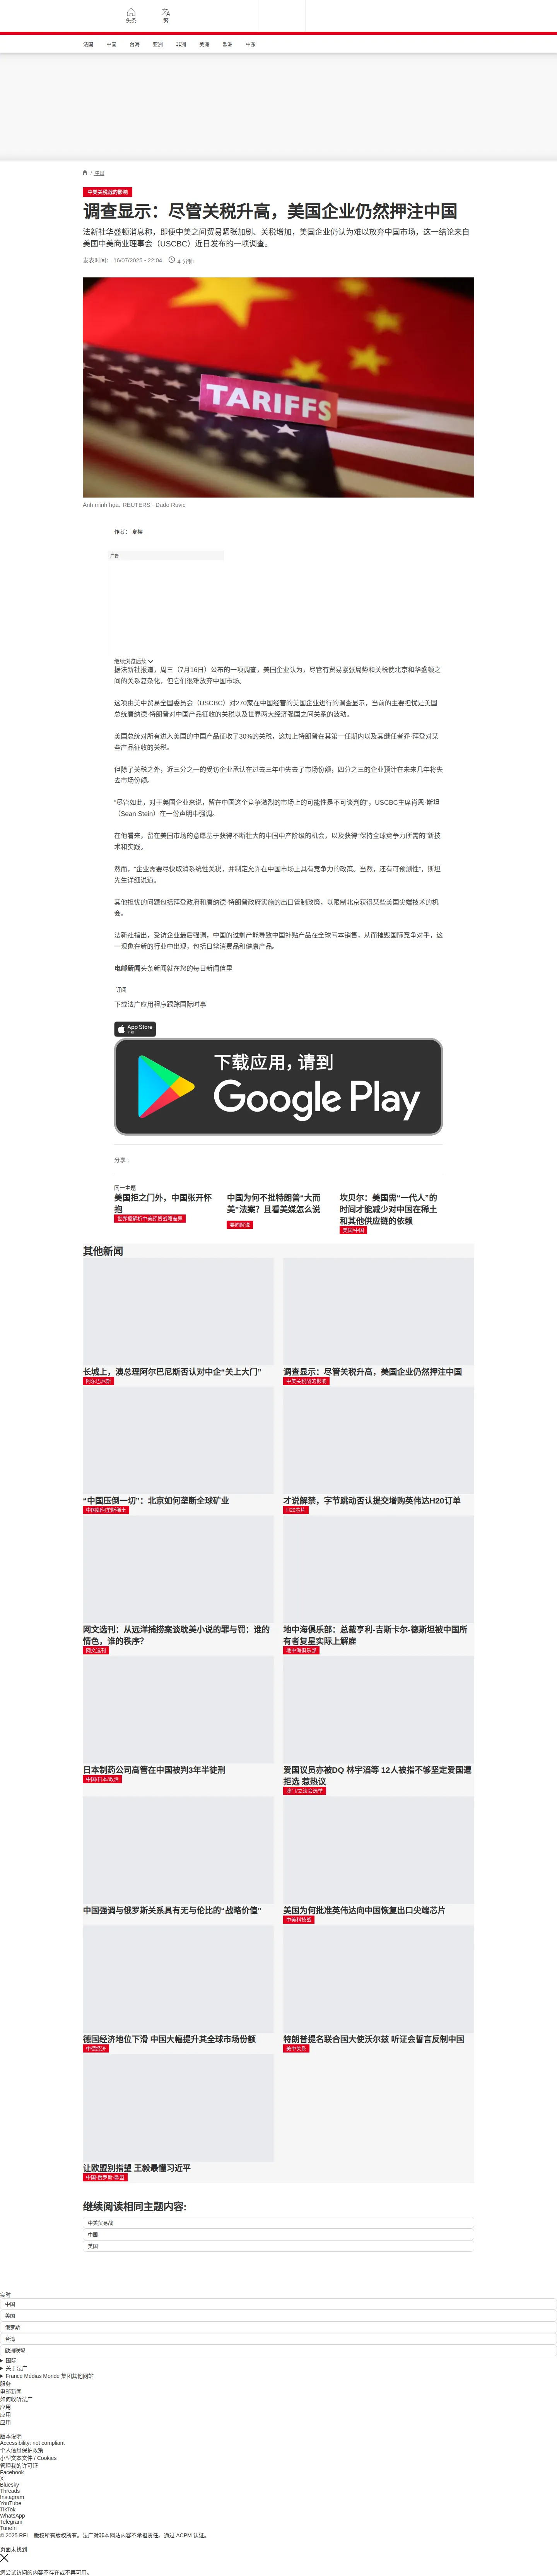 头条
繁
法国
中国
台海
亚洲
非洲
美洲
欧洲
中东
/ 中国
中美关税战的影响
调查显示：尽管关税升高，美国企业仍然押注中国
法新社华盛顿消息称，即便中美之间贸易紧张加剧、关税增加，美国企业仍认为难以放弃中国市场，这一结论来自
美国中美商业理事会（USCBC）近日发布的一项调查。
发表时间： 16/07/2025 - 22:04
4 分钟
TARIFFS
Ảnh minh họa. REUTERS - Dado Ruvic
作者： 夏榕
广告
继续浏览后续
据法新社报道，周三（7月16日）公布的一项调查，美国企业认为，尽管有贸易紧张局势和关税使北京和华盛顿之
间的关系复杂化，但它们很难放弃中国市场。
这项由美中贸易全国委员会（USCBC）对270家在中国经营的美国企业进行的调查显示，当前的主要担忧是美国
总统唐纳德·特朗普对中国产品征收的关税以及世界两大经济强国之间关系的波动。
美国总统对所有进入美国的中国产品征收了30%的关税，这加上特朗普在其第一任期内以及其继任者乔·拜登对某
些产品征收的关税。
但除了关税之外，近三分之一的受访企业承认在过去三年中失去了市场份额，四分之三的企业预计在未来几年将失
去市场份额。
“尽管如此，对于美国企业来说，留在中国这个竞争激烈的市场上的可能性是不可谈判的”，USCBC主席肖恩·斯坦
（Sean Stein）在一份声明中强调。
在他看来，留在美国市场的意愿基于获得不断壮大的中国中产阶级的机会，以及获得“保持全球竞争力所需的”新技
术和实践。
然而，“企业需要尽快取消系统性关税，并制定允许在中国市场上具有竞争力的政策。当然，还有可预测性”，斯坦
先生详细说道。
其他担忧的问题包括拜登政府和唐纳德·特朗普政府实施的出口管制政策，以限制北京获得某些美国尖端技术的机
会。
法新社指出，受访企业最后强调，中国的过剩产能导致中国补贴产品在全球亏本销售，从而摧毁国际竞争对手，这
一现象在新的行业中出现，包括日常消费品和健康产品。
电邮新闻头条新闻就在您的每日新闻信里
订阅
下载法广应用程序跟踪国际时事
App Store
下载
下载应用，请到
Google Play
分享 :
同一主题
美国拒之门外，中国张开怀
抱
世界报解析中美经贸战略差异
中国为何不批特朗普“大而
美”法案？且看美媒怎么说
要闻解说
坎贝尔：美国需“一代人”的
时间才能减少对中国在稀土
和其他供应链的依赖
美国/中国
其他新闻
长城上，澳总理阿尔巴尼斯否认对中企“关上大门”
阿尔巴尼斯
调查显示：尽管关税升高，美国企业仍然押注中国
中美关税战的影响
“中国压倒一切”：北京如何垄断全球矿业
中国如何垄断稀土
才说解禁，字节跳动否认提交增购英伟达H20订单
H20芯片
网文选刊：从远洋捕捞案谈耽美小说的罪与罚：谁的
情色，谁的秩序？
网文选刊
地中海俱乐部：总裁亨利-吉斯卡尔-德斯坦被中国所
有者复星实际上解雇
地中海俱乐部
日本制药公司高管在中国被判3年半徒刑
中国/日本/政治
爱国议员亦被DQ 林宇滔等 12人被指不够坚定爱国遭
拒选 惹热议
澳门/立法会选举
中国强调与俄罗斯关系具有无与伦比的“战略价值”
美国为何批准英伟达向中国恢复出口尖端芯片
中美科技战
德国经济地位下滑 中国大幅提升其全球市场份额
中德经济
特朗普提名联合国大使沃尔兹 听证会誓言反制中国
美中关系
让欧盟别指望 王毅最懂习近平
中国-俄罗斯-欧盟
继续阅读相同主题内容:
中美贸易战
中国
美国
实时
中国
美国
俄罗斯
台湾
欧洲联盟
国际
关于法广
France Médias Monde 集团其他网站
服务
电邮新闻
如何收听法广
应用
应用
应用
版本说明
Accessibility: not compliant
个人信息保护政策
小型文本文件 / Cookies
管理我的许可证
Facebook
X
Bluesky
Threads
Instagram
YouTube
TikTok
WhatsApp
Telegram
TuneIn
© 2025 RFI – 版权所有版权所有。法广对非本网站内容不承担责任。通过 ACPM 认证。
页面未找到
您尝试访问的内容不存在或不再可用。